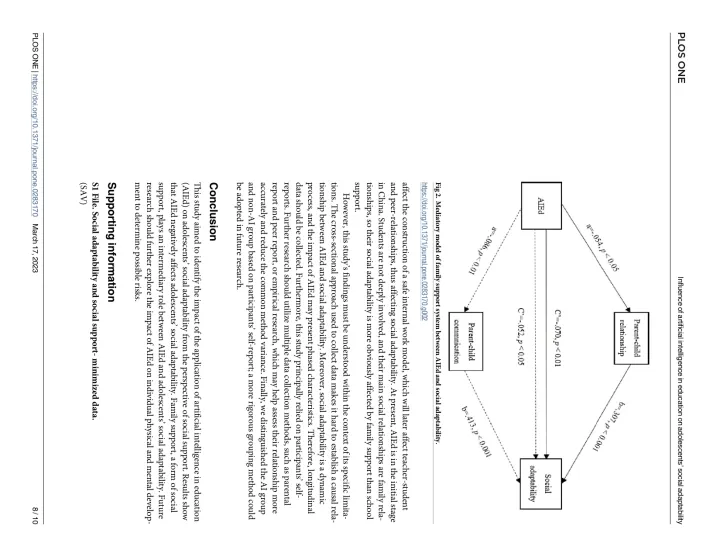 PLOS ONE
Influence of artificial intelligence in education on adolescents' social adaptability
Parent-child
relationship
a=-.054, p < 0.05
b=.307, p < 0.001
AIEd
C''=-.070, p < 0.01
C'=-.052, p < 0.05
Social
adaptability
a=-.086, p < 0.01
b=-.413, p < 0.001
Parent-child
communication
Fig 2. Mediatory model of family support system between AIEd and social adaptability.
https://doi.org/10.1371/journal.pone.0283170.g002
affect the construction of a safe internal work model, which will later affect teacher-student
and peer-relationships, thus affecting social adaptability. At present, AIEd is in the initial stage
in China. Students are not deeply involved, and their main social relationships are family rela-
tionships, so their social adaptability is more obviously affected by family support than school
support.
However, this study's findings must be understood within the context of its specific limita-
tions. The cross-sectional approach used to collect data makes it hard to establish a causal rela-
tionship between AIEd and social adaptability. Moreover, social adaptability is a dynamic
process, and the impact of AIEd may present phased characteristics. Therefore, longitudinal
data should be collected. Furthermore, this study principally relied on participants' self-
reports. Further research should utilize multiple data collection methods, such as parental
report and peer report, or empirical research, which may help assess their relationship more
accurately and reduce the common method variance. Finally, we distinguished the AI group
and non-AI group based on participants' self-report; a more rigorous grouping method could
be adopted in future research.
Conclusion
This study aimed to identify the impact of the application of artificial intelligence in education
(AIEd) on adolescents' social adaptability from the perspective of social support. Results show
that AIEd negatively affects adolescents' social adaptability. Family support, a form of social
support, plays an intermediary role between AIEd and adolescents' social adaptability. Future
research should further explore the impact of AIEd on individual physical and mental develop-
ment to determine possible risks.
Supporting information
S1 File. Social adaptability and social support- minimized data.
(SAV)
PLOS ONE | https://doi.org/10.1371/journal.pone.0283170 March 17, 2023
8 / 10